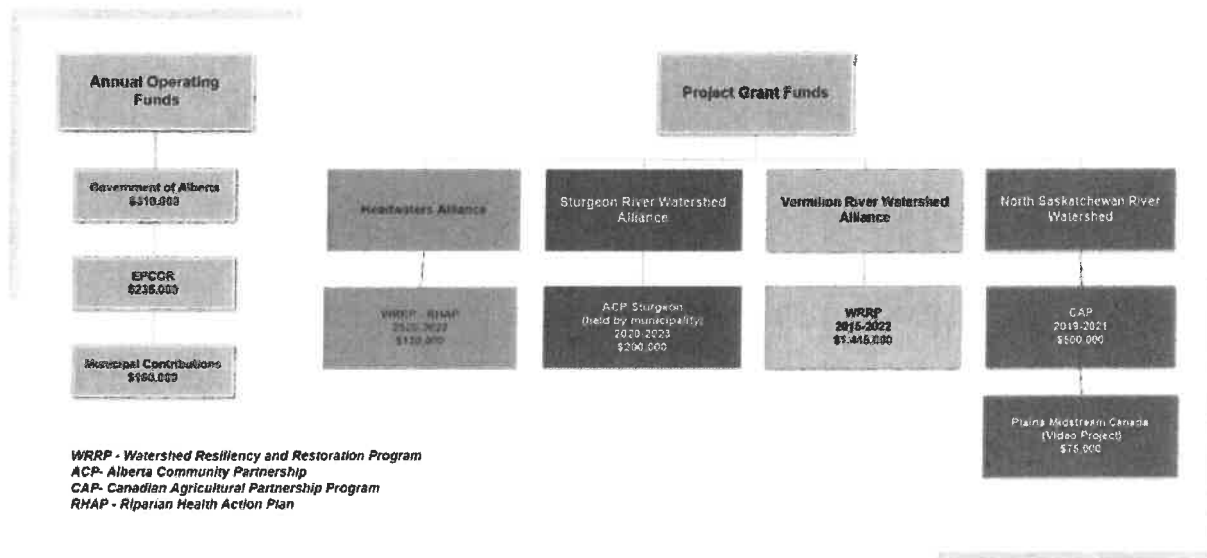 Annual Operating
Funds
Project Grant Funds
Government of Alberta
$310,000
EPCOR
$235,000
Municipal Contributions
$160,000
Headwaters Alliance
WRRP - RHAP
2020-2022
Sturgeon River Watershed
Alliance
ACP Sturgeon
(held by municipality)
2020-2023
$200,000
Vermilion River Watershed
Alliance
WRRP
2015-2022
North Saskatchewan River
Watershed
CAP
2019-2021
$500,000
Plains Midstream Canada
(Video Project)
$75,000
WRRP - Watershed Resiliency and Restoration Program
ACP- Alberta Community Partnership
CAP- Canadian Agricultural Partnership Program
RHAP - Riparian Health Action Plan